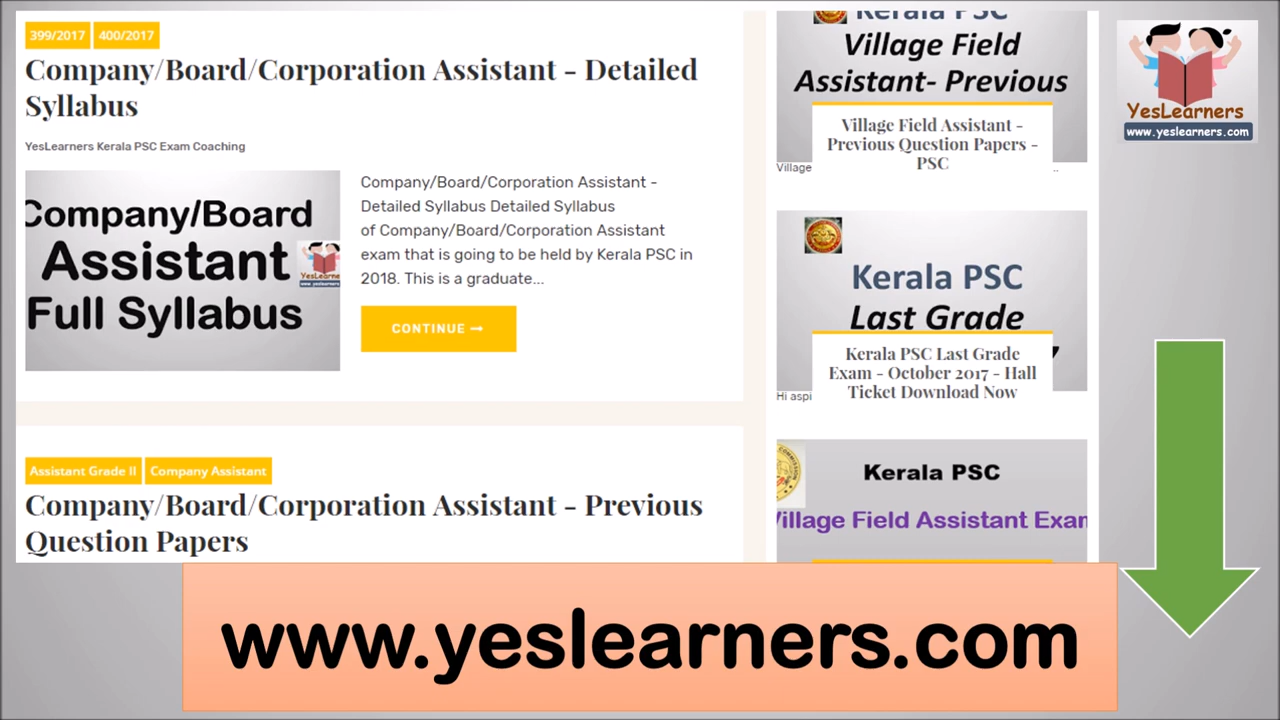 399/2017 400/2017
Company/Board/Corporation Assistant - Detailed
Syllabus
YesLearners Kerala PSC Exam Coaching
Company/Board
Assistant
Full Syllabus
YesLearne
Company/Board/Corporation Assistant -
Detailed Syllabus Detailed Syllabus
of Company/Board/Corporation Assistant
exam that is going to be held by Kerala PSC in
2018. This is a graduate...
CONTINUE
Assistant Grade II Company Assistant
Company/Board/Corporation Assistant - Previous
Question Papers
Kerala PSC
Village Field
Assistant- Previous
Village Field Assistant -
Previous Question Papers -
PSC
Village
..
Kerala PSC
Last Grade
Kerala PSC Last Grade
Exam - October 2017 - Hall
Ticket Download Now
Hi aspi
Kerala PSC
Village Field Assistant Exam
YesLearners
www.yeslearners.com
www.yeslearners.com